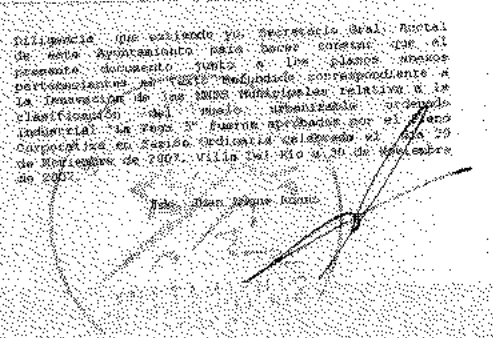 Diligencia que extiende yo, Secretario Gral. Acctal
de este Ayuntamiento para hacer constar que el
presente documento junto a los planos anexos
pertenecientes al Texto Refundido correspondiente a
la Innovación de las NNSS Municipales relativa a la
clasificación del suelo urbanizable ordenado
industrial "La Vega 3" fueron aprobados por el Pleno
Corporativo en Sesión Ordinaria celebrada el día 29
de Noviembre de 2007. Villa Del Río a 30 de Noviembre
de 2007.
Fdo. Juan